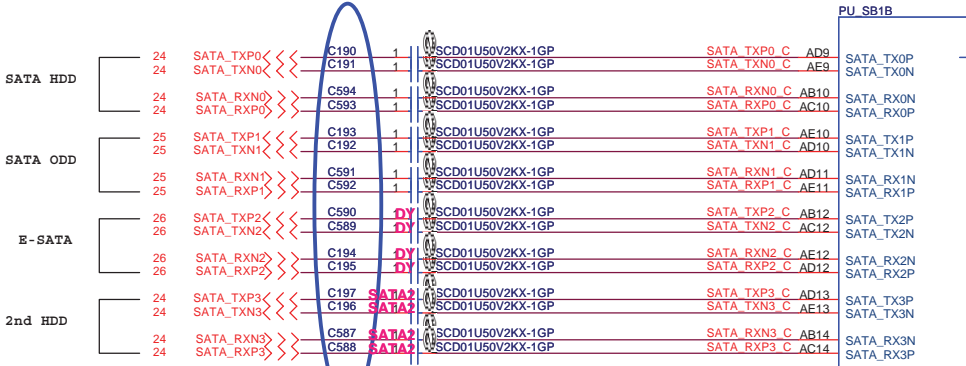 PU_SB1B
SATA HDD
24 SATA_TXP0 C190 1 SCD01U50V2KX-1GP SATA_TXP0_C AD9 SATA_TX0P
24 SATA_TXN0 C191 1 SCD01U50V2KX-1GP SATA_TXN0_C AE9 SATA_TX0N
24 SATA_RXN0 C594 1 SCD01U50V2KX-1GP SATA_RXN0_C AB10 SATA_RX0N
24 SATA_RXP0 C593 1 SCD01U50V2KX-1GP SATA_RXP0_C AC10 SATA_RX0P
SATA ODD
25 SATA_TXP1 C193 1 SCD01U50V2KX-1GP SATA_TXP1_C AE10 SATA_TX1P
25 SATA_TXN1 C192 1 SCD01U50V2KX-1GP SATA_TXN1_C AD10 SATA_TX1N
25 SATA_RXN1 C591 1 SCD01U50V2KX-1GP SATA_RXN1_C AD11 SATA_RX1N
25 SATA_RXP1 C592 1 SCD01U50V2KX-1GP SATA_RXP1_C AE11 SATA_RX1P
E-SATA
26 SATA_TXP2 C590 DY SCD01U50V2KX-1GP SATA_TXP2_C AB12 SATA_TX2P
26 SATA_TXN2 C589 DY SCD01U50V2KX-1GP SATA_TXN2_C AC12 SATA_TX2N
26 SATA_RXN2 C194 DY SCD01U50V2KX-1GP SATA_RXN2_C AE12 SATA_RX2N
26 SATA_RXP2 C195 DY SCD01U50V2KX-1GP SATA_RXP2_C AD12 SATA_RX2P
2nd HDD
24 SATA_TXP3 C197 SATA2 SCD01U50V2KX-1GP SATA_TXP3_C AD13 SATA_TX3P
24 SATA_TXN3 C196 SATA2 SCD01U50V2KX-1GP SATA_TXN3_C AE13 SATA_TX3N
24 SATA_RXN3 C587 SATA2 SCD01U50V2KX-1GP SATA_RXN3_C AB14 SATA_RX3N
24 SATA_RXP3 C588 SATA2 SCD01U50V2KX-1GP SATA_RXP3_C AC14 SATA_RX3P